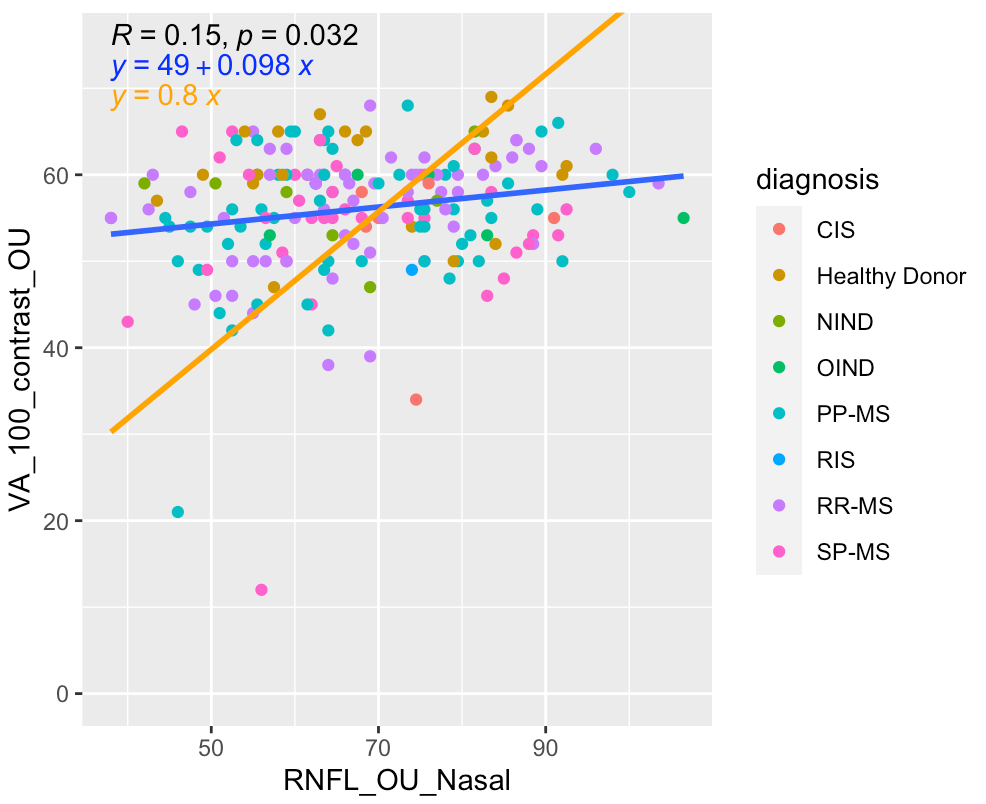 R = 0.15, p = 0.032
y = 49 + 0.098 x
y = 0.8 x
60
40
20
0
VA_100_contrast_OU
50 70 90
RNFL_OU_Nasal
diagnosis
CIS
Healthy Donor
NIND
OIND
PP-MS
RIS
RR-MS
SP-MS